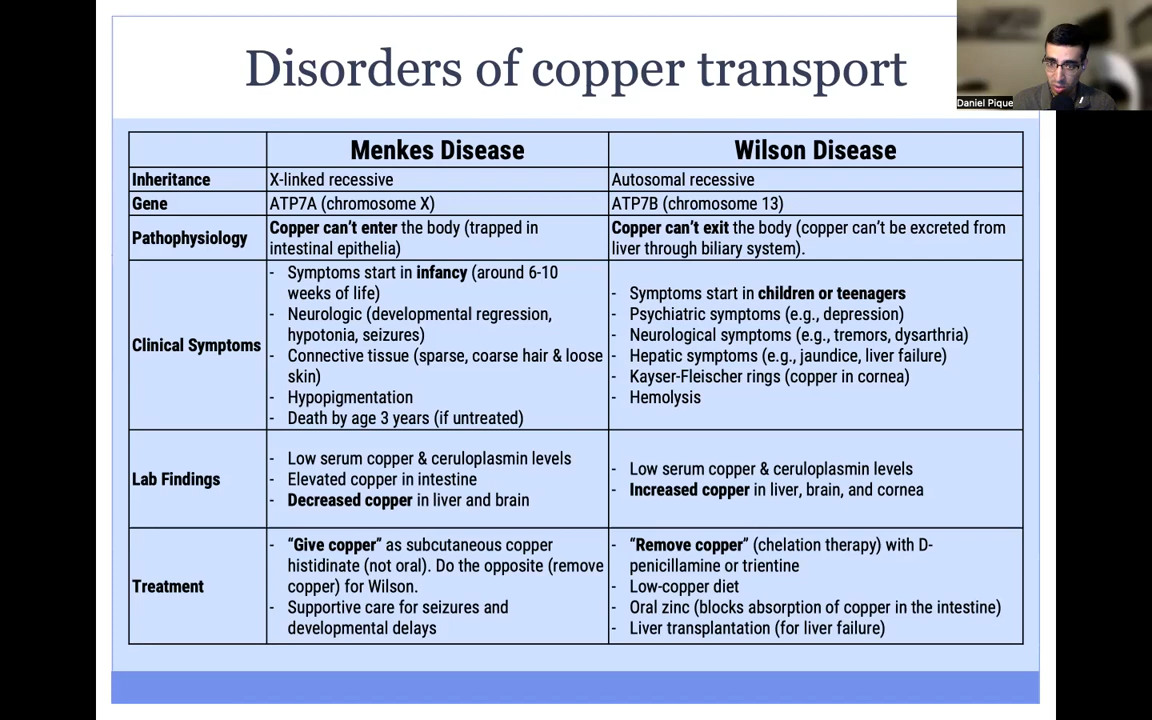 Disorders of copper transport
Daniel Pique
Menkes Disease
Wilson Disease
Inheritance
X-linked recessive
Autosomal recessive
Gene
ATP7A (chromosome X)
ATP7B (chromosome 13)
Pathophysiology
Copper can't enter the body (trapped in
intestinal epithelia)
Copper can't exit the body (copper can't be excreted from
liver through biliary system).
Clinical Symptoms
- Symptoms start in infancy (around 6-10
weeks of life)
- Neurologic (developmental regression,
hypotonia, seizures)
- Connective tissue (sparse, coarse hair & loose
skin)
- Hypopigmentation
- Death by age 3 years (if untreated)
- Symptoms start in children or teenagers
- Psychiatric symptoms (e.g., depression)
- Neurological symptoms (e.g., tremors, dysarthria)
- Hepatic symptoms (e.g., jaundice, liver failure)
- Kayser-Fleischer rings (copper in cornea)
- Hemolysis
Lab Findings
- Low serum copper & ceruloplasmin levels
- Elevated copper in intestine
- Decreased copper in liver and brain
- Low serum copper & ceruloplasmin levels
- Increased copper in liver, brain, and cornea
Treatment
- “Give copper” as subcutaneous copper
histidinate (not oral). Do the opposite (remove
copper) for Wilson.
- Supportive care for seizures and
developmental delays
- “Remove copper” (chelation therapy) with D-
penicillamine or trientine
- Low-copper diet
- Oral zinc (blocks absorption of copper in the intestine)
- Liver transplantation (for liver failure)